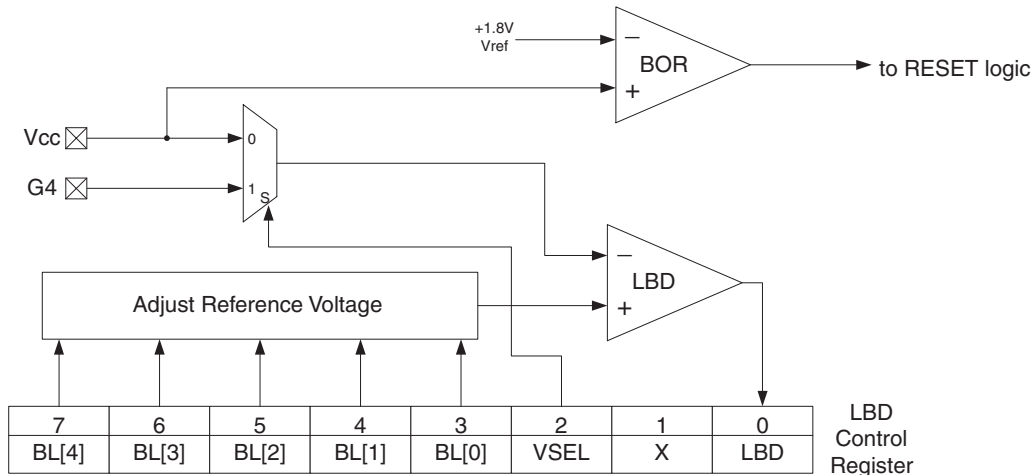 +1.8V
Vref
−
BOR
+
to RESET logic
Vcc
0
G4
1
S
−
LBD
+
Adjust Reference Voltage
7 6 5 4 3 2 1 0
BL[4] BL[3] BL[2] BL[1] BL[0] VSEL X LBD
LBD
Control
Register